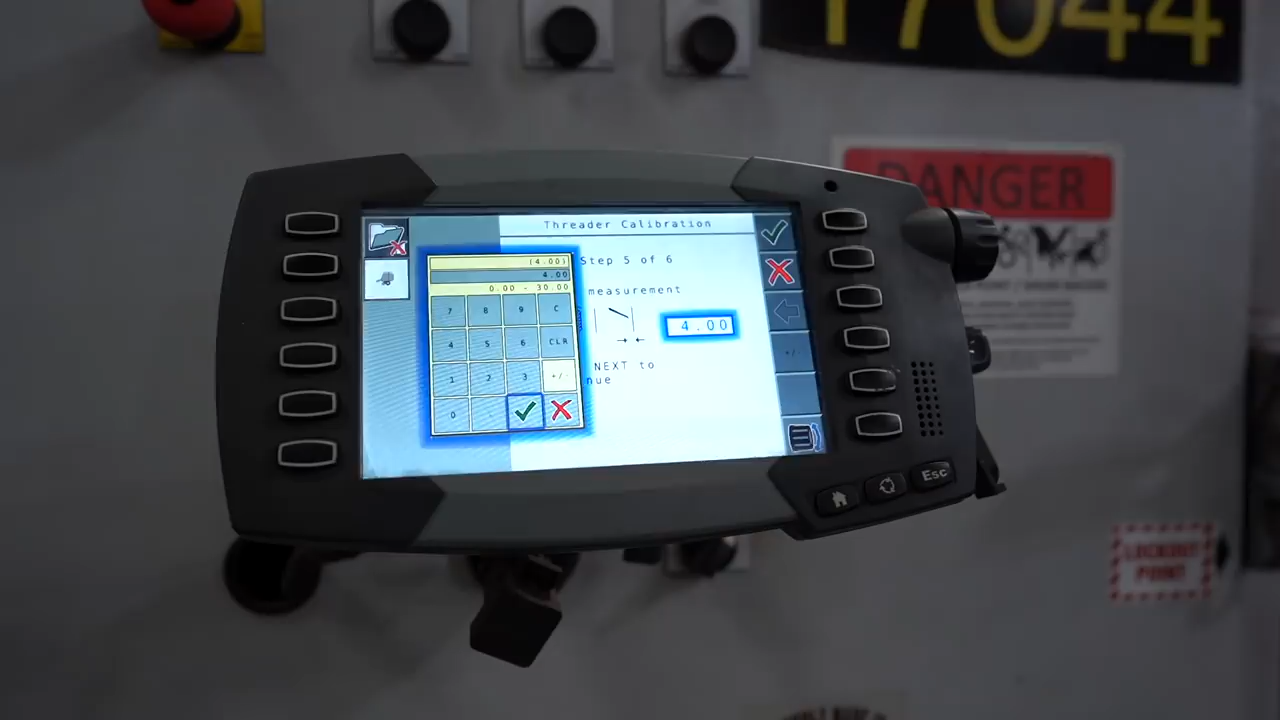 17044
DANGER
Threader Calibration
(4.00)
4.00
0.00 - 30.00
Step 5 of 6
measurement
7 8 9 C
4 5 6 CLR
1 2 3 +/-
0 .
4.00
NEXT to
nue
+/-
Esc
LOCKOUT
POINT